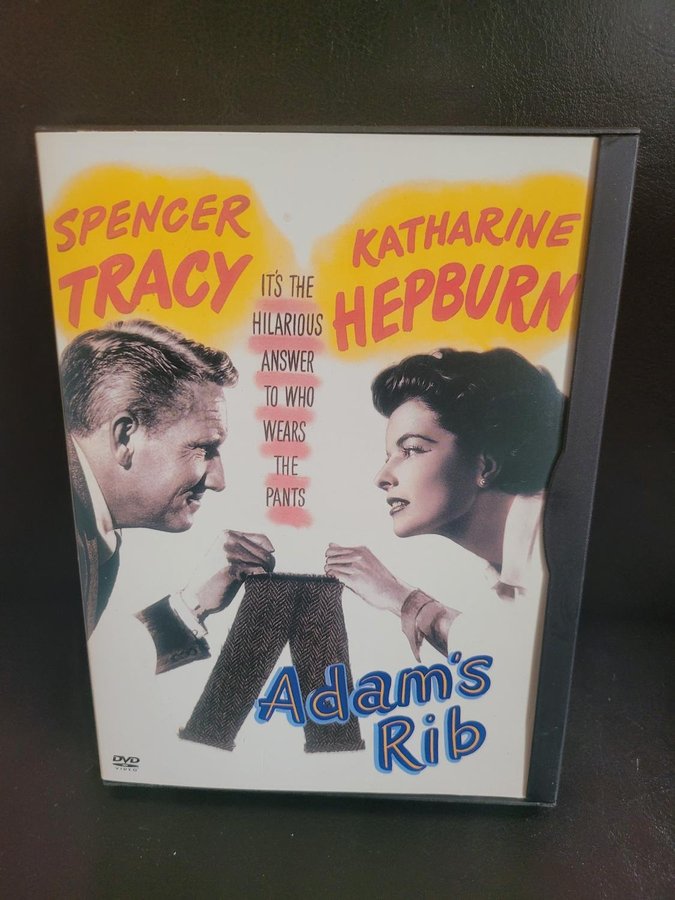 SPENCER
TRACY
KATHARINE
HEPBURN
IT'S THE
HILARIOUS
ANSWER
TO WHO
WEARS
THE
PANTS
Adam's
Rib
DVD
VIDEO